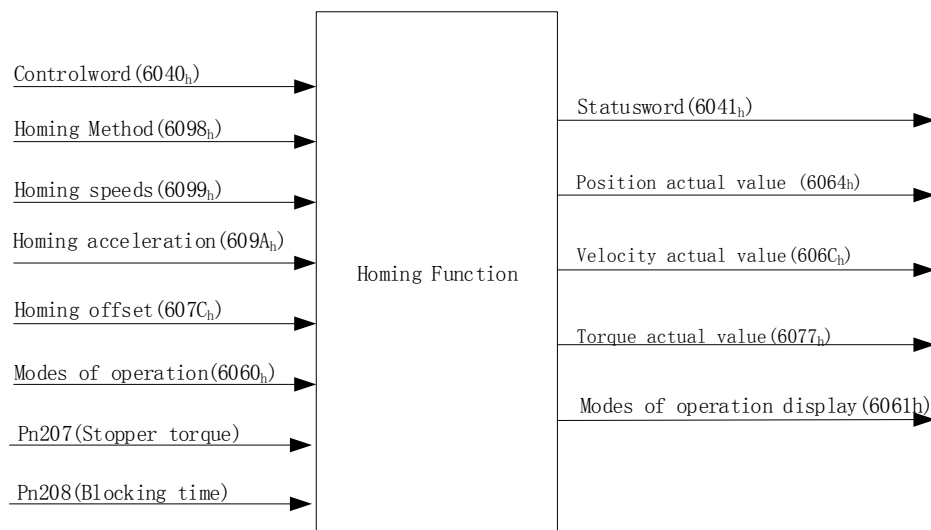 Controlword(6040h)
Homing Method(6098h)
Homing speeds(6099h)
Homing acceleration(609Ah)
Homing offset(607Ch)
Modes of operation(6060h)
Pn207(Stopper torque)
Pn208(Blocking time)
Homing Function
Statusword(6041h)
Position actual value (6064h)
Velocity actual value(606Ch)
Torque actual value(6077h)
Modes of operation display(6061h)